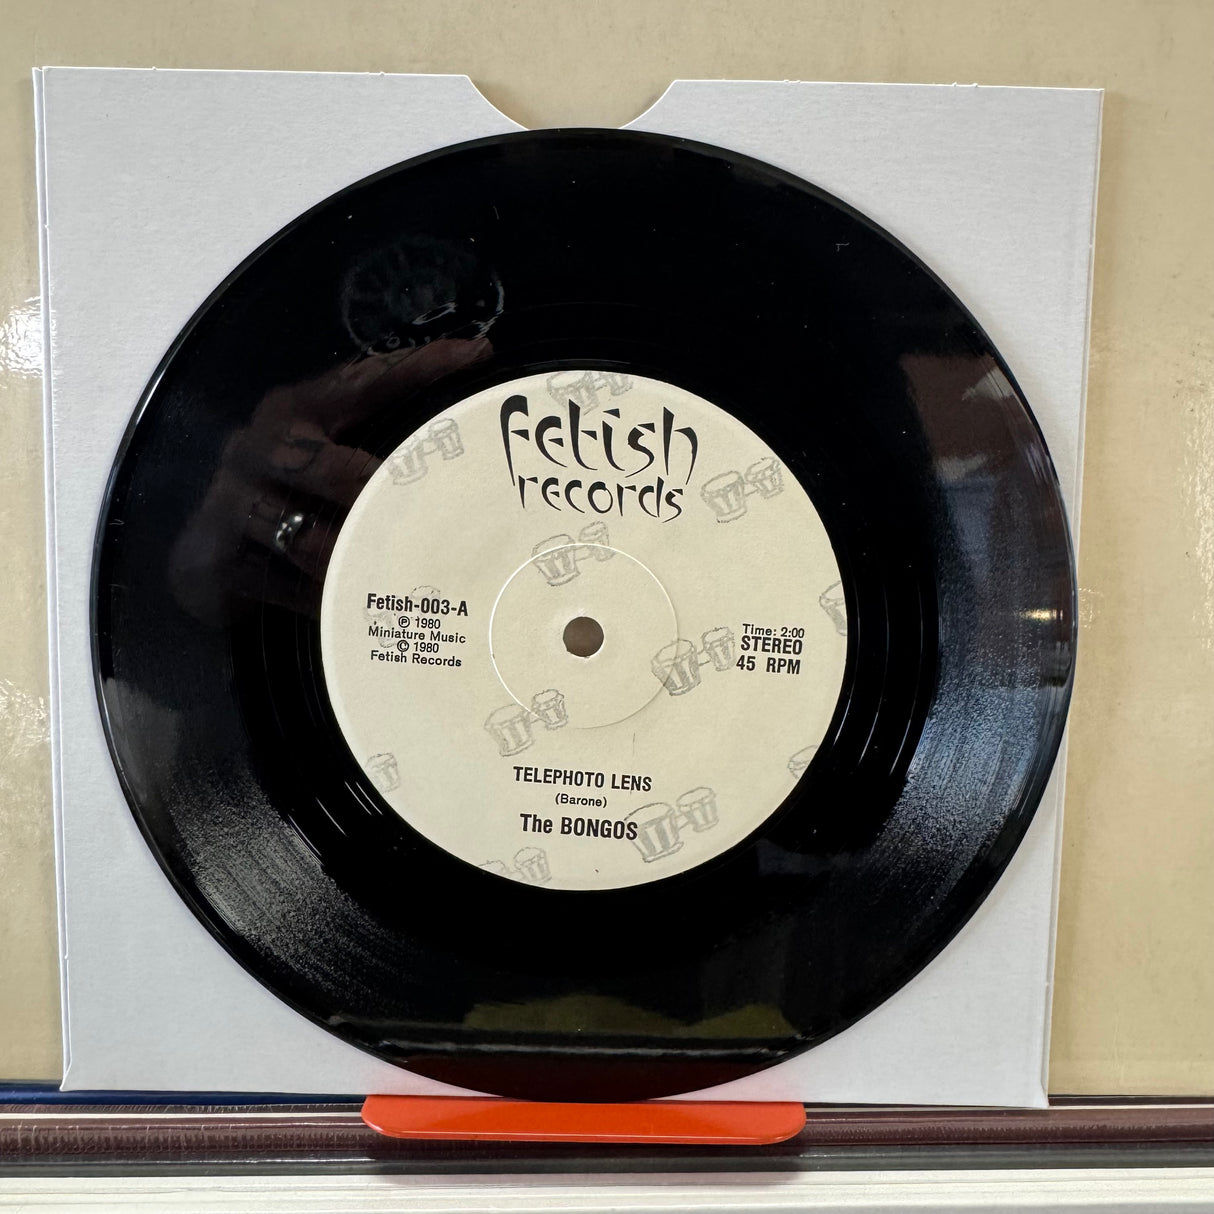 Fetish
records
Fetish-003-A
℗ 1980
Miniature Music
© 1980
Fetish Records
Time: 2:00
STEREO
45 RPM
TELEPHOTO LENS
(Barone)
The BONGOS